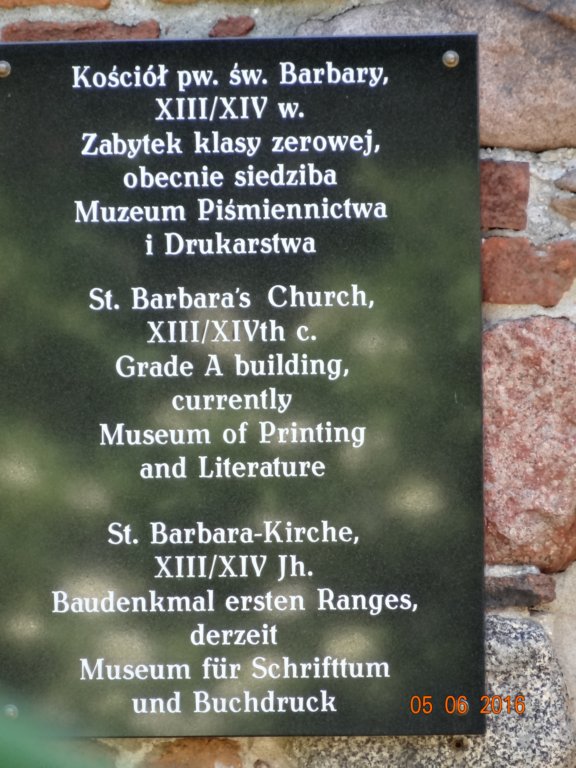 Kościół pw. św. Barbary,
XIII/XIV w.
Zabytek klasy zerowej,
obecnie siedziba
Muzeum Piśmiennictwa
i Drukarstwa
St. Barbara's Church,
XIII/XIVth c.
Grade A building,
currently
Museum of Printing
and Literature
St. Barbara-Kirche,
XIII/XIV Jh.
Baudenkmal ersten Ranges,
derzeit
Museum für Schrifttum
und Buchdruck
05 06 2016